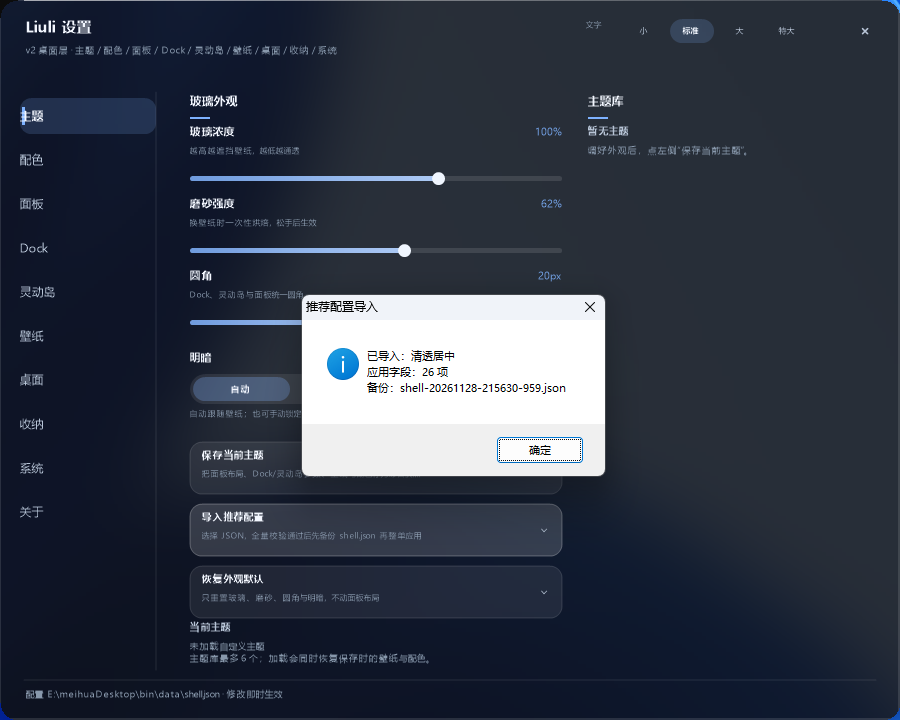 Liuli 设置
v2 桌面层 · 主题 / 配色 / 面板 / Dock / 灵动岛 / 壁纸 / 桌面 / 收纳 / 系统
文字
小
标准
大
特大
主题
配色
面板
Dock
灵动岛
壁纸
桌面
收纳
系统
关于
玻璃外观
玻璃浓度
100%
越高越遮挡壁纸，越低越通透
磨砂强度
62%
换壁纸时一次性烘焙，松手后生效
圆角
20px
Dock、灵动岛与面板统一圆角
明暗
自动
自动跟随壁纸；也可手动锁定
保存当前主题
把面板布局、Dock/灵动岛
导入推荐配置
选择 JSON，全量校验通过后先备份 shell.json 再整单应用
恢复外观默认
只重置玻璃、磨砂、圆角与明暗，不动面板布局
当前主题
未加载自定义主题
主题库最多 6 个；加载会同时恢复保存时的壁纸与配色。
主题库
暂无主题
调好外观后，点左侧“保存当前主题”。
推荐配置导入
已导入：清透居中
应用字段：26 项
备份：shell-20261128-215630-959.json
确定
配置 E:\meihuaDesktop\bin\data\shell.json · 修改即时生效